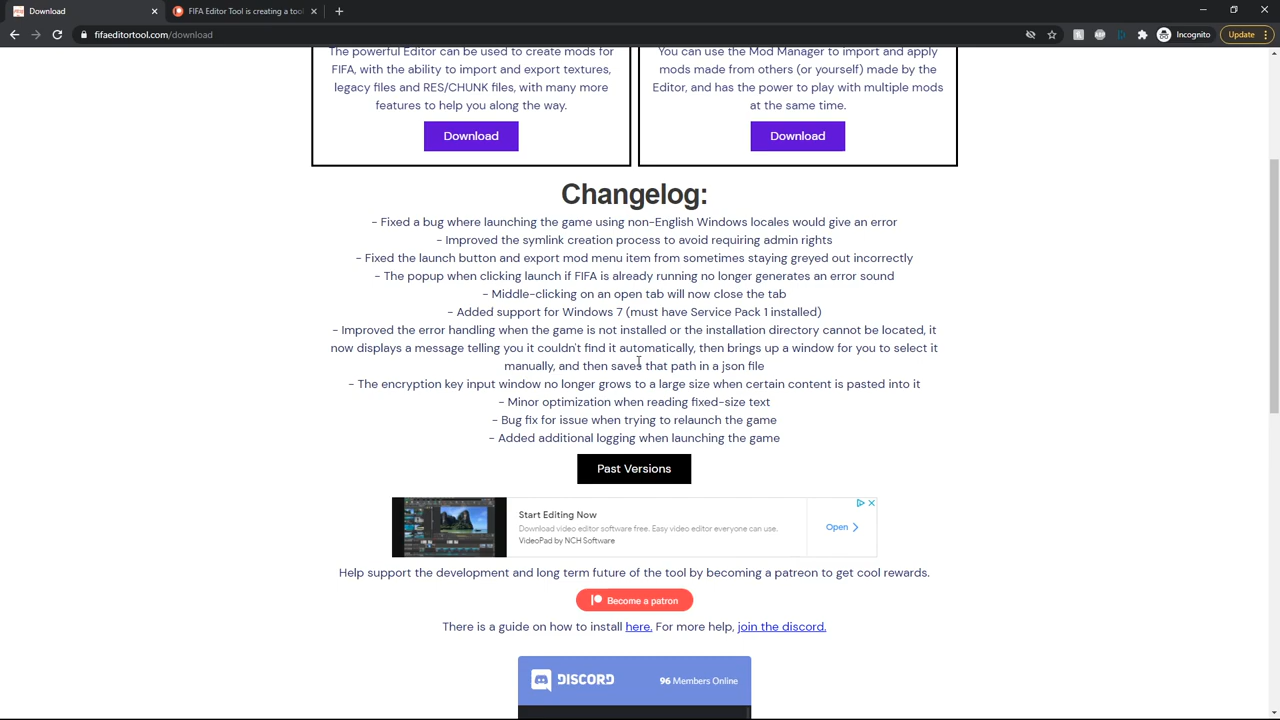 Download
FIFA Editor Tool is creating a tool
fifaeditortool.com/download
Incognito
Update
The powerful Editor can be used to create mods for
FIFA, with the ability to import and export textures,
legacy files and RES/CHUNK files, with many more
features to help you along the way.
Download
You can use the Mod Manager to import and apply
mods made from others (or yourself) made by the
Editor, and has the power to play with multiple mods
at the same time.
Download
Changelog:
- Fixed a bug where launching the game using non-English Windows locales would give an error
- Improved the symlink creation process to avoid requiring admin rights
- Fixed the launch button and export mod menu item from sometimes staying greyed out incorrectly
- The popup when clicking launch if FIFA is already running no longer generates an error sound
- Middle-clicking on an open tab will now close the tab
- Added support for Windows 7 (must have Service Pack 1 installed)
- Improved the error handling when the game is not installed or the installation directory cannot be located, it
now displays a message telling you it couldn't find it automatically, then brings up a window for you to select it
manually, and then saves that path in a json file
- The encryption key input window no longer grows to a large size when certain content is pasted into it
- Minor optimization when reading fixed-size text
- Bug fix for issue when trying to relaunch the game
- Added additional logging when launching the game
Past Versions
Start Editing Now
Download video editor software free. Easy video editor everyone can use.
VideoPad by NCH Software
Open
Help support the development and long term future of the tool by becoming a patreon to get cool rewards.
Become a patron
There is a guide on how to install here. For more help, join the discord.
DISCORD
96 Members Online